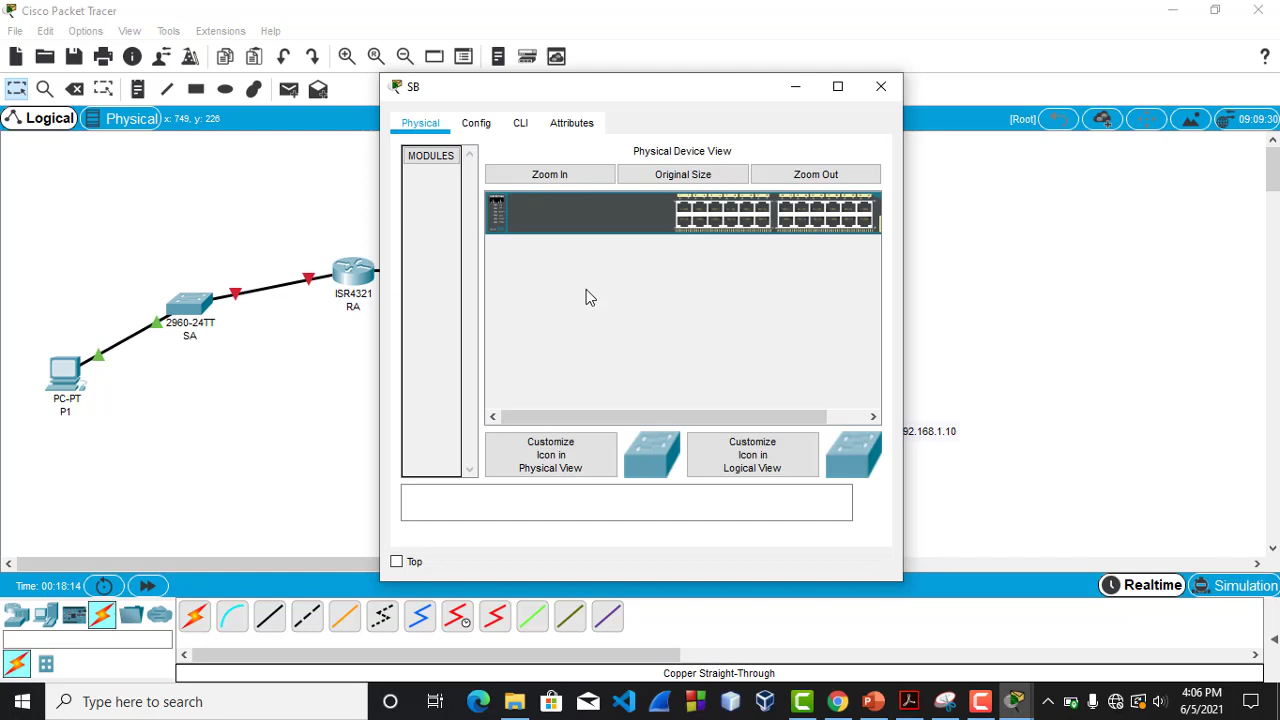 Cisco Packet Tracer
File Edit Options View Tools Extensions Help
Logical Physical x: 749, y: 226 [Root] 09:09:30
SB
Physical Config CLI Attributes
MODULES
Physical Device View
Zoom In Original Size Zoom Out
ISR4321
RA
2960-24TT
SA
PC-PT
P1
92.168.1.10
Customize
Icon in
Physical View
Customize
Icon in
Logical View
Top
Time: 00:18:14 Realtime Simulation
Copper Straight-Through
Type here to search
4:06 PM
6/5/2021